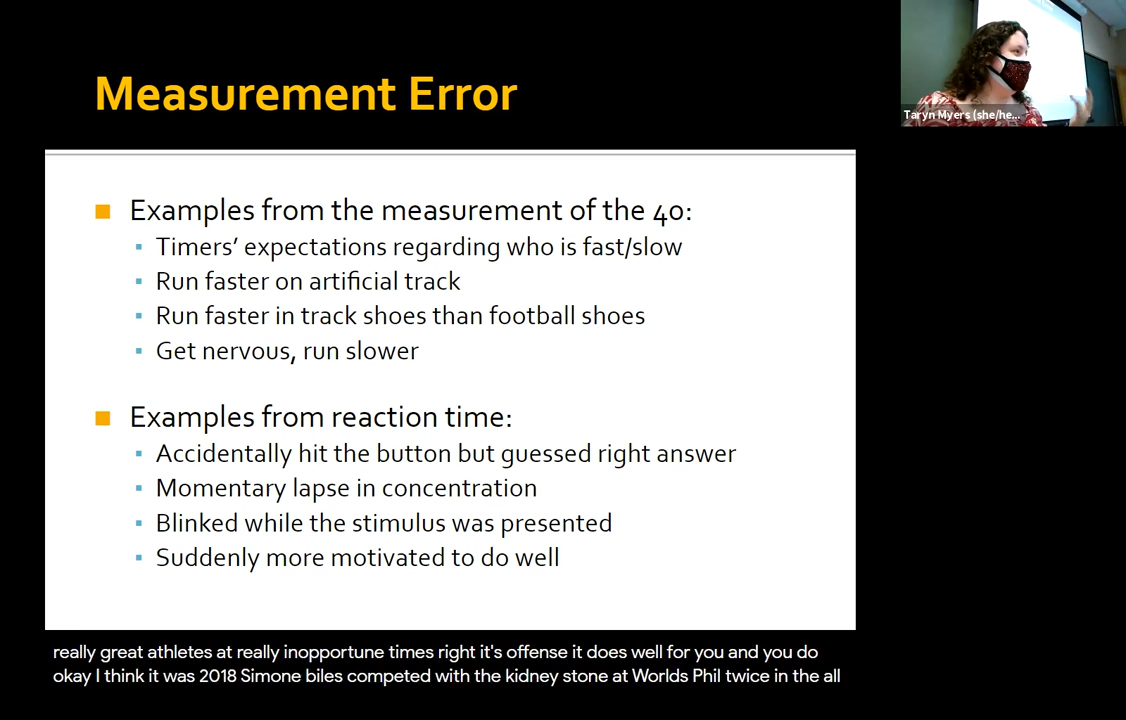 Measurement Error
Taryn Myers (she/he...
Examples from the measurement of the 40:
Timers' expectations regarding who is fast/slow
Run faster on artificial track
Run faster in track shoes than football shoes
Get nervous, run slower
Examples from reaction time:
Accidentally hit the button but guessed right answer
Momentary lapse in concentration
Blinked while the stimulus was presented
Suddenly more motivated to do well
really great athletes at really inopportune times right it's offense it does well for you and you do
okay I think it was 2018 Simone biles competed with the kidney stone at Worlds Phil twice in the all